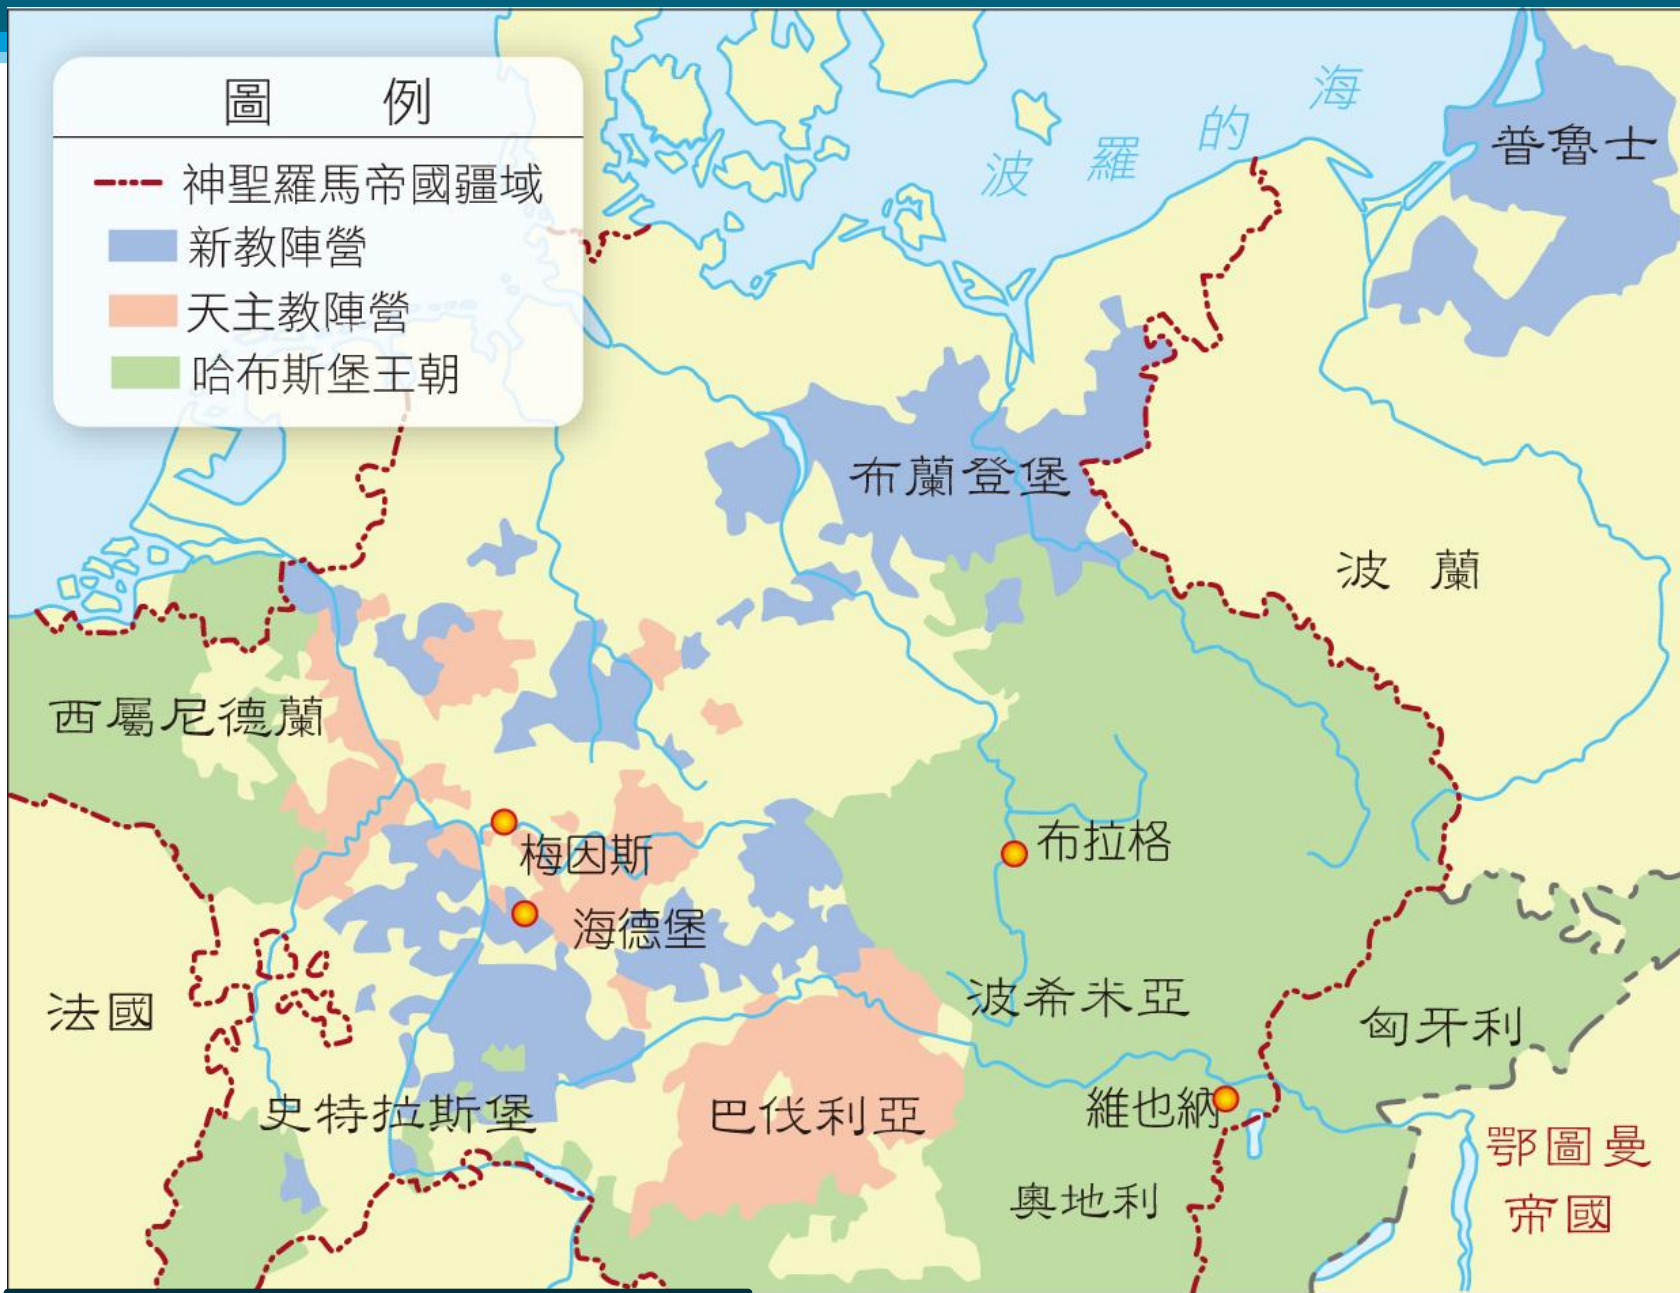 圖例
神聖羅馬帝國疆域
新教陣營
天主教陣營
哈布斯堡王朝
波羅的海
普魯士
布蘭登堡
波蘭
西屬尼德蘭
梅因斯
布拉格
海德堡
法國
波希米亞
匈牙利
史特拉斯堡
巴伐利亞
維也納
奧地利
鄂圖曼
帝國